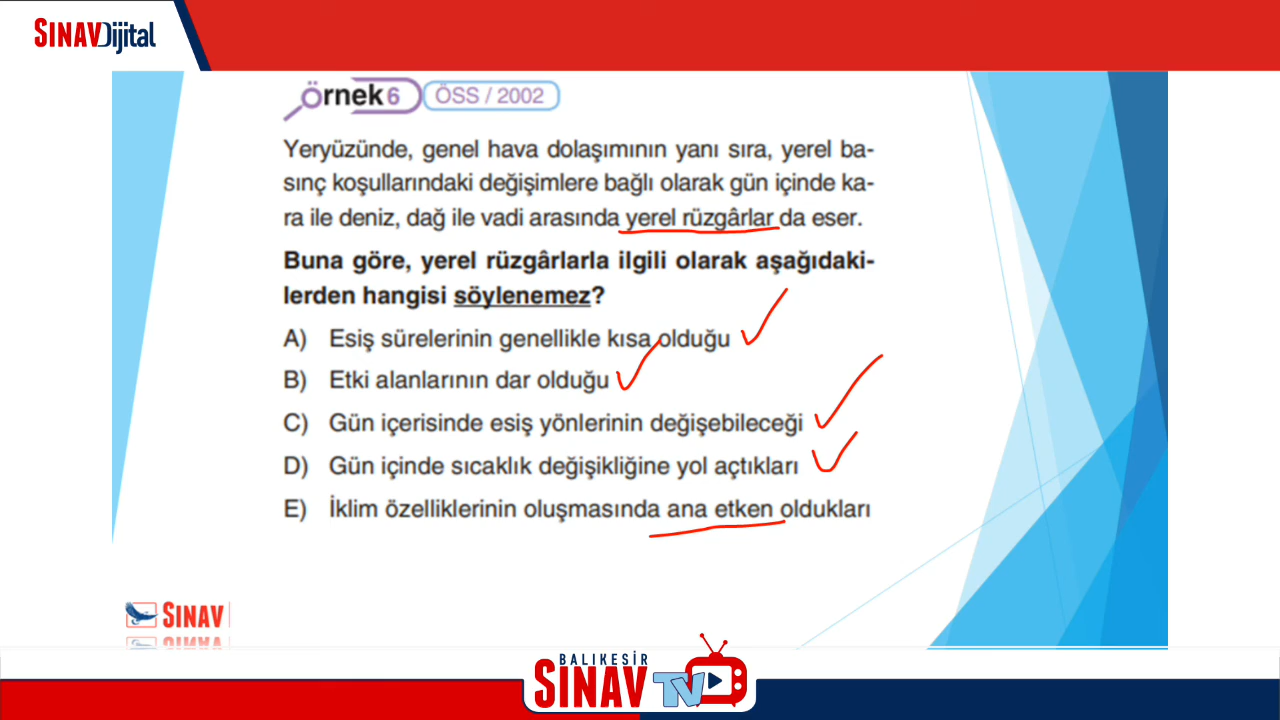 SINAVDijital
örnek 6 ÖSS / 2002
Yeryüzünde, genel hava dolaşımının yanı sıra, yerel ba-
sınç koşullarındaki değişimlere bağlı olarak gün içinde ka-
ra ile deniz, dağ ile vadi arasında yerel rüzgârlar da eser.
Buna göre, yerel rüzgârlarla ilgili olarak aşağıdaki-
lerden hangisi söylenemez?
A) Esiş sürelerinin genellikle kısa olduğu
B) Etki alanlarının dar olduğu
C) Gün içerisinde esiş yönlerinin değişebileceği
D) Gün içinde sıcaklık değişikliğine yol açtıkları
E) İklim özelliklerinin oluşmasında ana etken oldukları
SINAV
BALIKESİR
SINAV TV